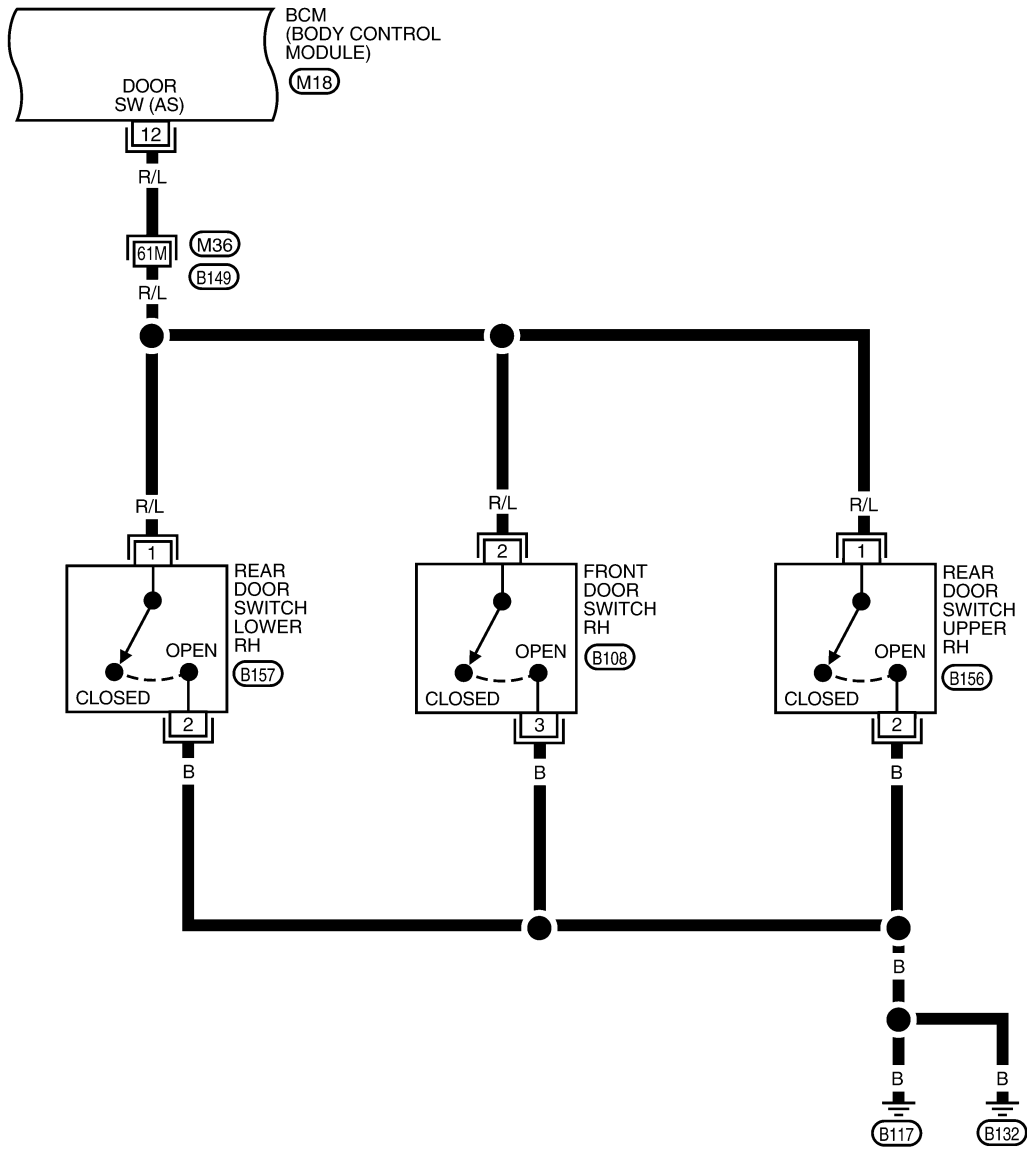 BCM
(BODY CONTROL
MODULE)
M18
DOOR
SW (AS)
12
R/L
61M
M36
B149
R/L
R/L
R/L
R/L
1
REAR
DOOR
SWITCH
LOWER
RH
B157
OPEN
CLOSED
2
2
FRONT
DOOR
SWITCH
RH
B108
OPEN
CLOSED
3
1
REAR
DOOR
SWITCH
UPPER
RH
B156
OPEN
CLOSED
2
B
B
B
B
B
B
B117
B132